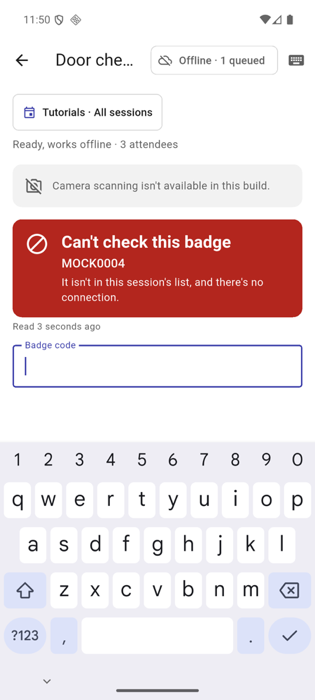 11:50
Door che…
Offline · 1 queued
Tutorials · All sessions
Ready, works offline · 3 attendees
Camera scanning isn't available in this build.
Can't check this badge
MOCK0004
It isn't in this session's list, and there's no
connection.
Read 3 seconds ago
Badge code
1 2 3 4 5 6 7 8 9 0
q w e r t y u i o p
a s d f g h j k l
z x c v b n m
?123 , .